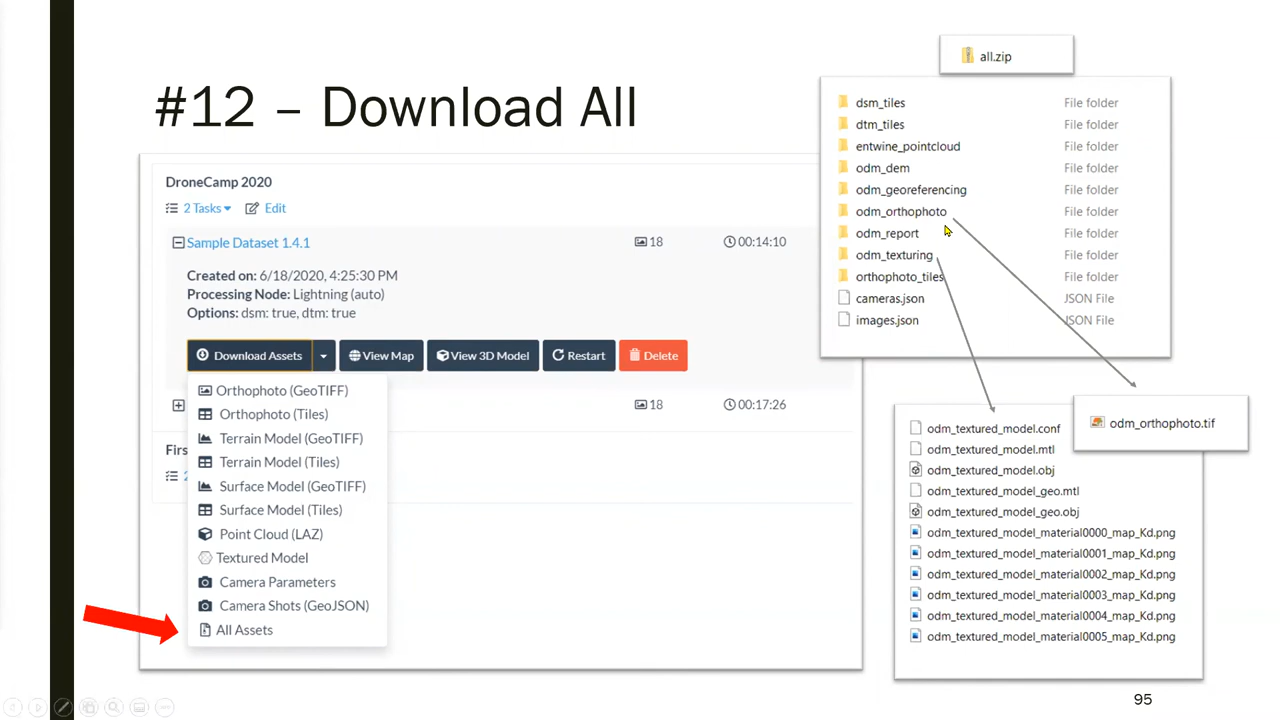 #12 – Download All
DroneCamp 2020
2 Tasks Edit
Sample Dataset 1.4.1 18 00:14:10
Created on: 6/18/2020, 4:25:30 PM
Processing Node: Lightning (auto)
Options: dsm: true, dtm: true
Download Assets View Map View 3D Model Restart Delete
Orthophoto (GeoTIFF)
18 00:17:26
Orthophoto (Tiles)
Terrain Model (GeoTIFF)
Firs
Terrain Model (Tiles)
2
Surface Model (GeoTIFF)
Surface Model (Tiles)
Point Cloud (LAZ)
Textured Model
Camera Parameters
Camera Shots (GeoJSON)
All Assets
all.zip
dsm_tiles File folder
dtm_tiles File folder
entwine_pointcloud File folder
odm_dem File folder
odm_georeferencing File folder
odm_orthophoto File folder
odm_report File folder
odm_texturing File folder
orthophoto_tiles File folder
cameras.json JSON File
images.json JSON File
odm_orthophoto.tif
odm_textured_model.conf
odm_textured_model.mtl
odm_textured_model.obj
odm_textured_model_geo.mtl
odm_textured_model_geo.obj
odm_textured_model_material0000_map_Kd.png
odm_textured_model_material0001_map_Kd.png
odm_textured_model_material0002_map_Kd.png
odm_textured_model_material0003_map_Kd.png
odm_textured_model_material0004_map_Kd.png
odm_textured_model_material0005_map_Kd.png
95